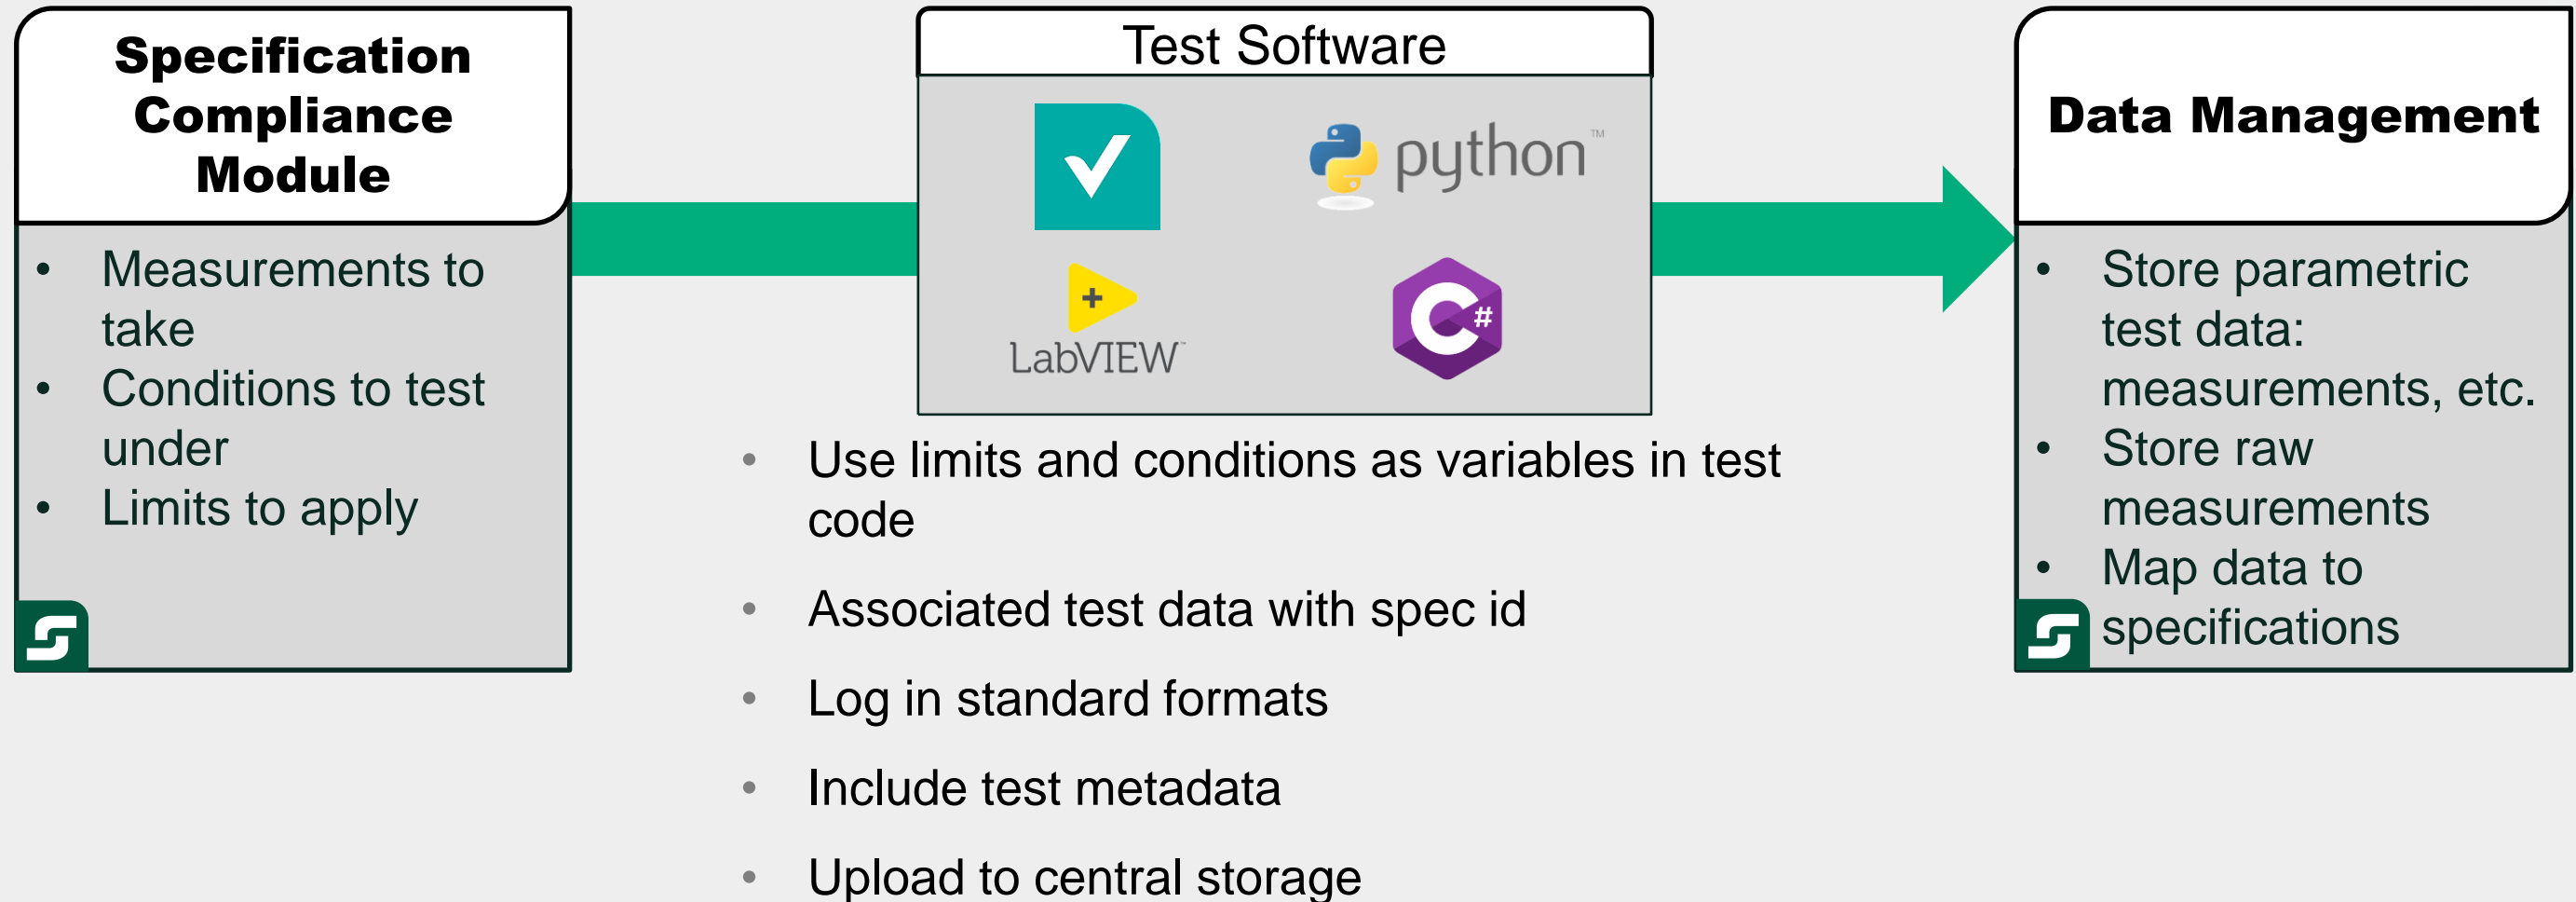 Specification
Compliance
Module
• Measurements to
take
• Conditions to test
under
• Limits to apply
Test Software
python™
LabVIEW™
C#
• Use limits and conditions as variables in test
code
• Associated test data with spec id
• Log in standard formats
• Include test metadata
• Upload to central storage
Data Management
• Store parametric
test data:
measurements, etc.
• Store raw
measurements
• Map data to
specifications